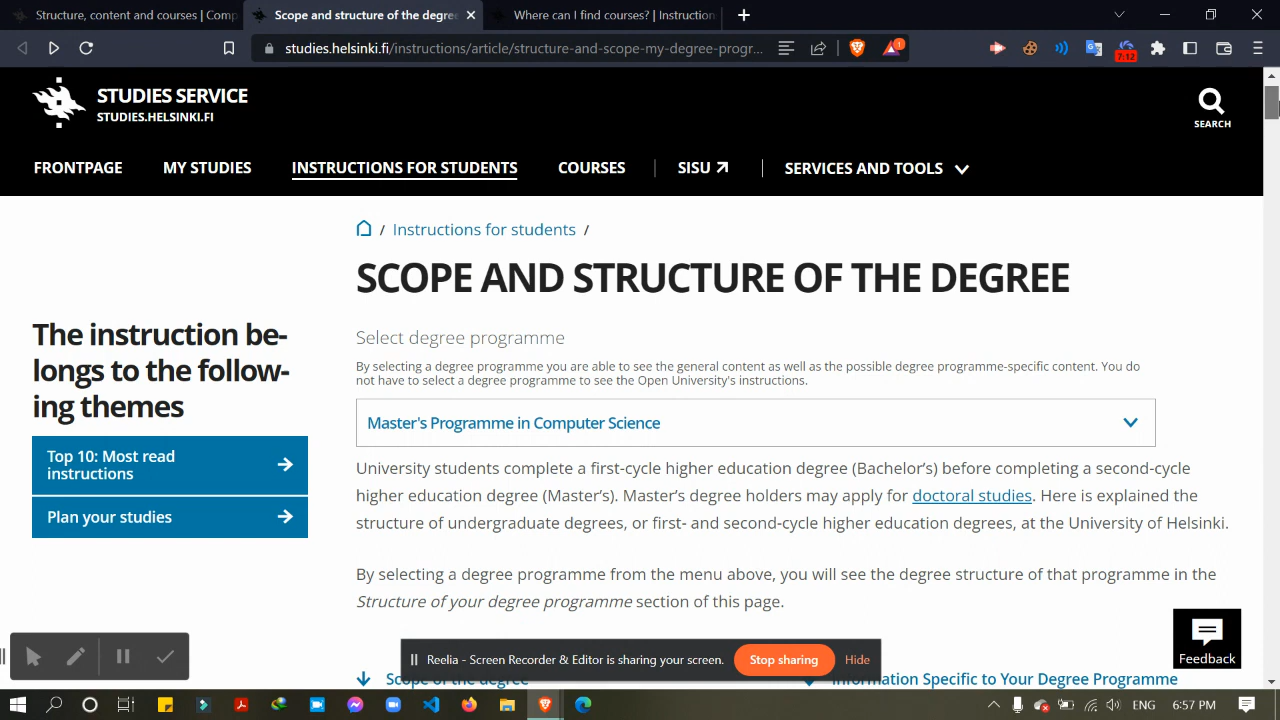 Structure, content and courses | Comp
Scope and structure of the degree
Where can I find courses? | Instruction
studies.helsinki.fi/instructions/article/structure-and-scope-my-degree-progr...
1
7:12
STUDIES SERVICE
STUDIES.HELSINKI.FI
SEARCH
FRONTPAGE MY STUDIES INSTRUCTIONS FOR STUDENTS COURSES SISU SERVICES AND TOOLS
/ Instructions for students /
SCOPE AND STRUCTURE OF THE DEGREE
The instruction be-
longs to the follow-
ing themes
Top 10: Most read
instructions
Plan your studies
Select degree programme
By selecting a degree programme you are able to see the general content as well as the possible degree programme-specific content. You do
not have to select a degree programme to see the Open University's instructions.
Master's Programme in Computer Science
University students complete a first-cycle higher education degree (Bachelor's) before completing a second-cycle
higher education degree (Master's). Master's degree holders may apply for doctoral studies. Here is explained the
structure of undergraduate degrees, or first- and second-cycle higher education degrees, at the University of Helsinki.
By selecting a degree programme from the menu above, you will see the degree structure of that programme in the
Structure of your degree programme section of this page.
Feedback
Reelia - Screen Recorder & Editor is sharing your screen. Stop sharing Hide
Scope of the degree
Information Specific to Your Degree Programme
ENG 6:57 PM